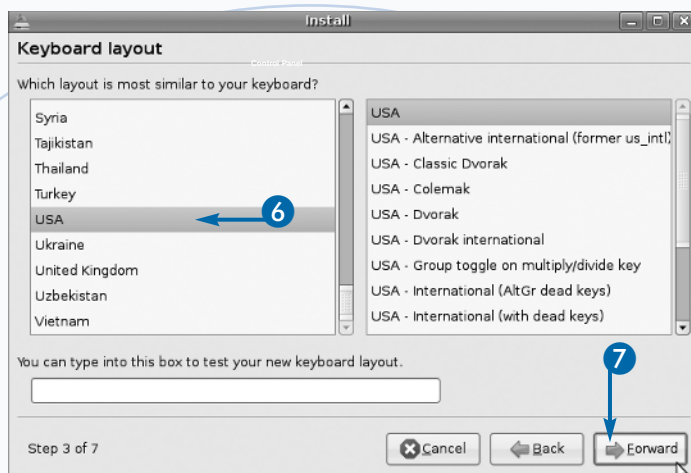 Install
Keyboard layout
Control Panel
Which layout is most similar to your keyboard?
Syria
Tajikistan
Thailand
Turkey
USA
6
Ukraine
United Kingdom
Uzbekistan
Vietnam
USA
USA - Alternative international (former us_intl)
USA - Classic Dvorak
USA - Colemak
USA - Dvorak
USA - Dvorak international
USA - Group toggle on multiply/divide key
USA - International (AltGr dead keys)
USA - International (with dead keys)
You can type into this box to test your new keyboard layout.
7
Step 3 of 7
Cancel
Back
Forward